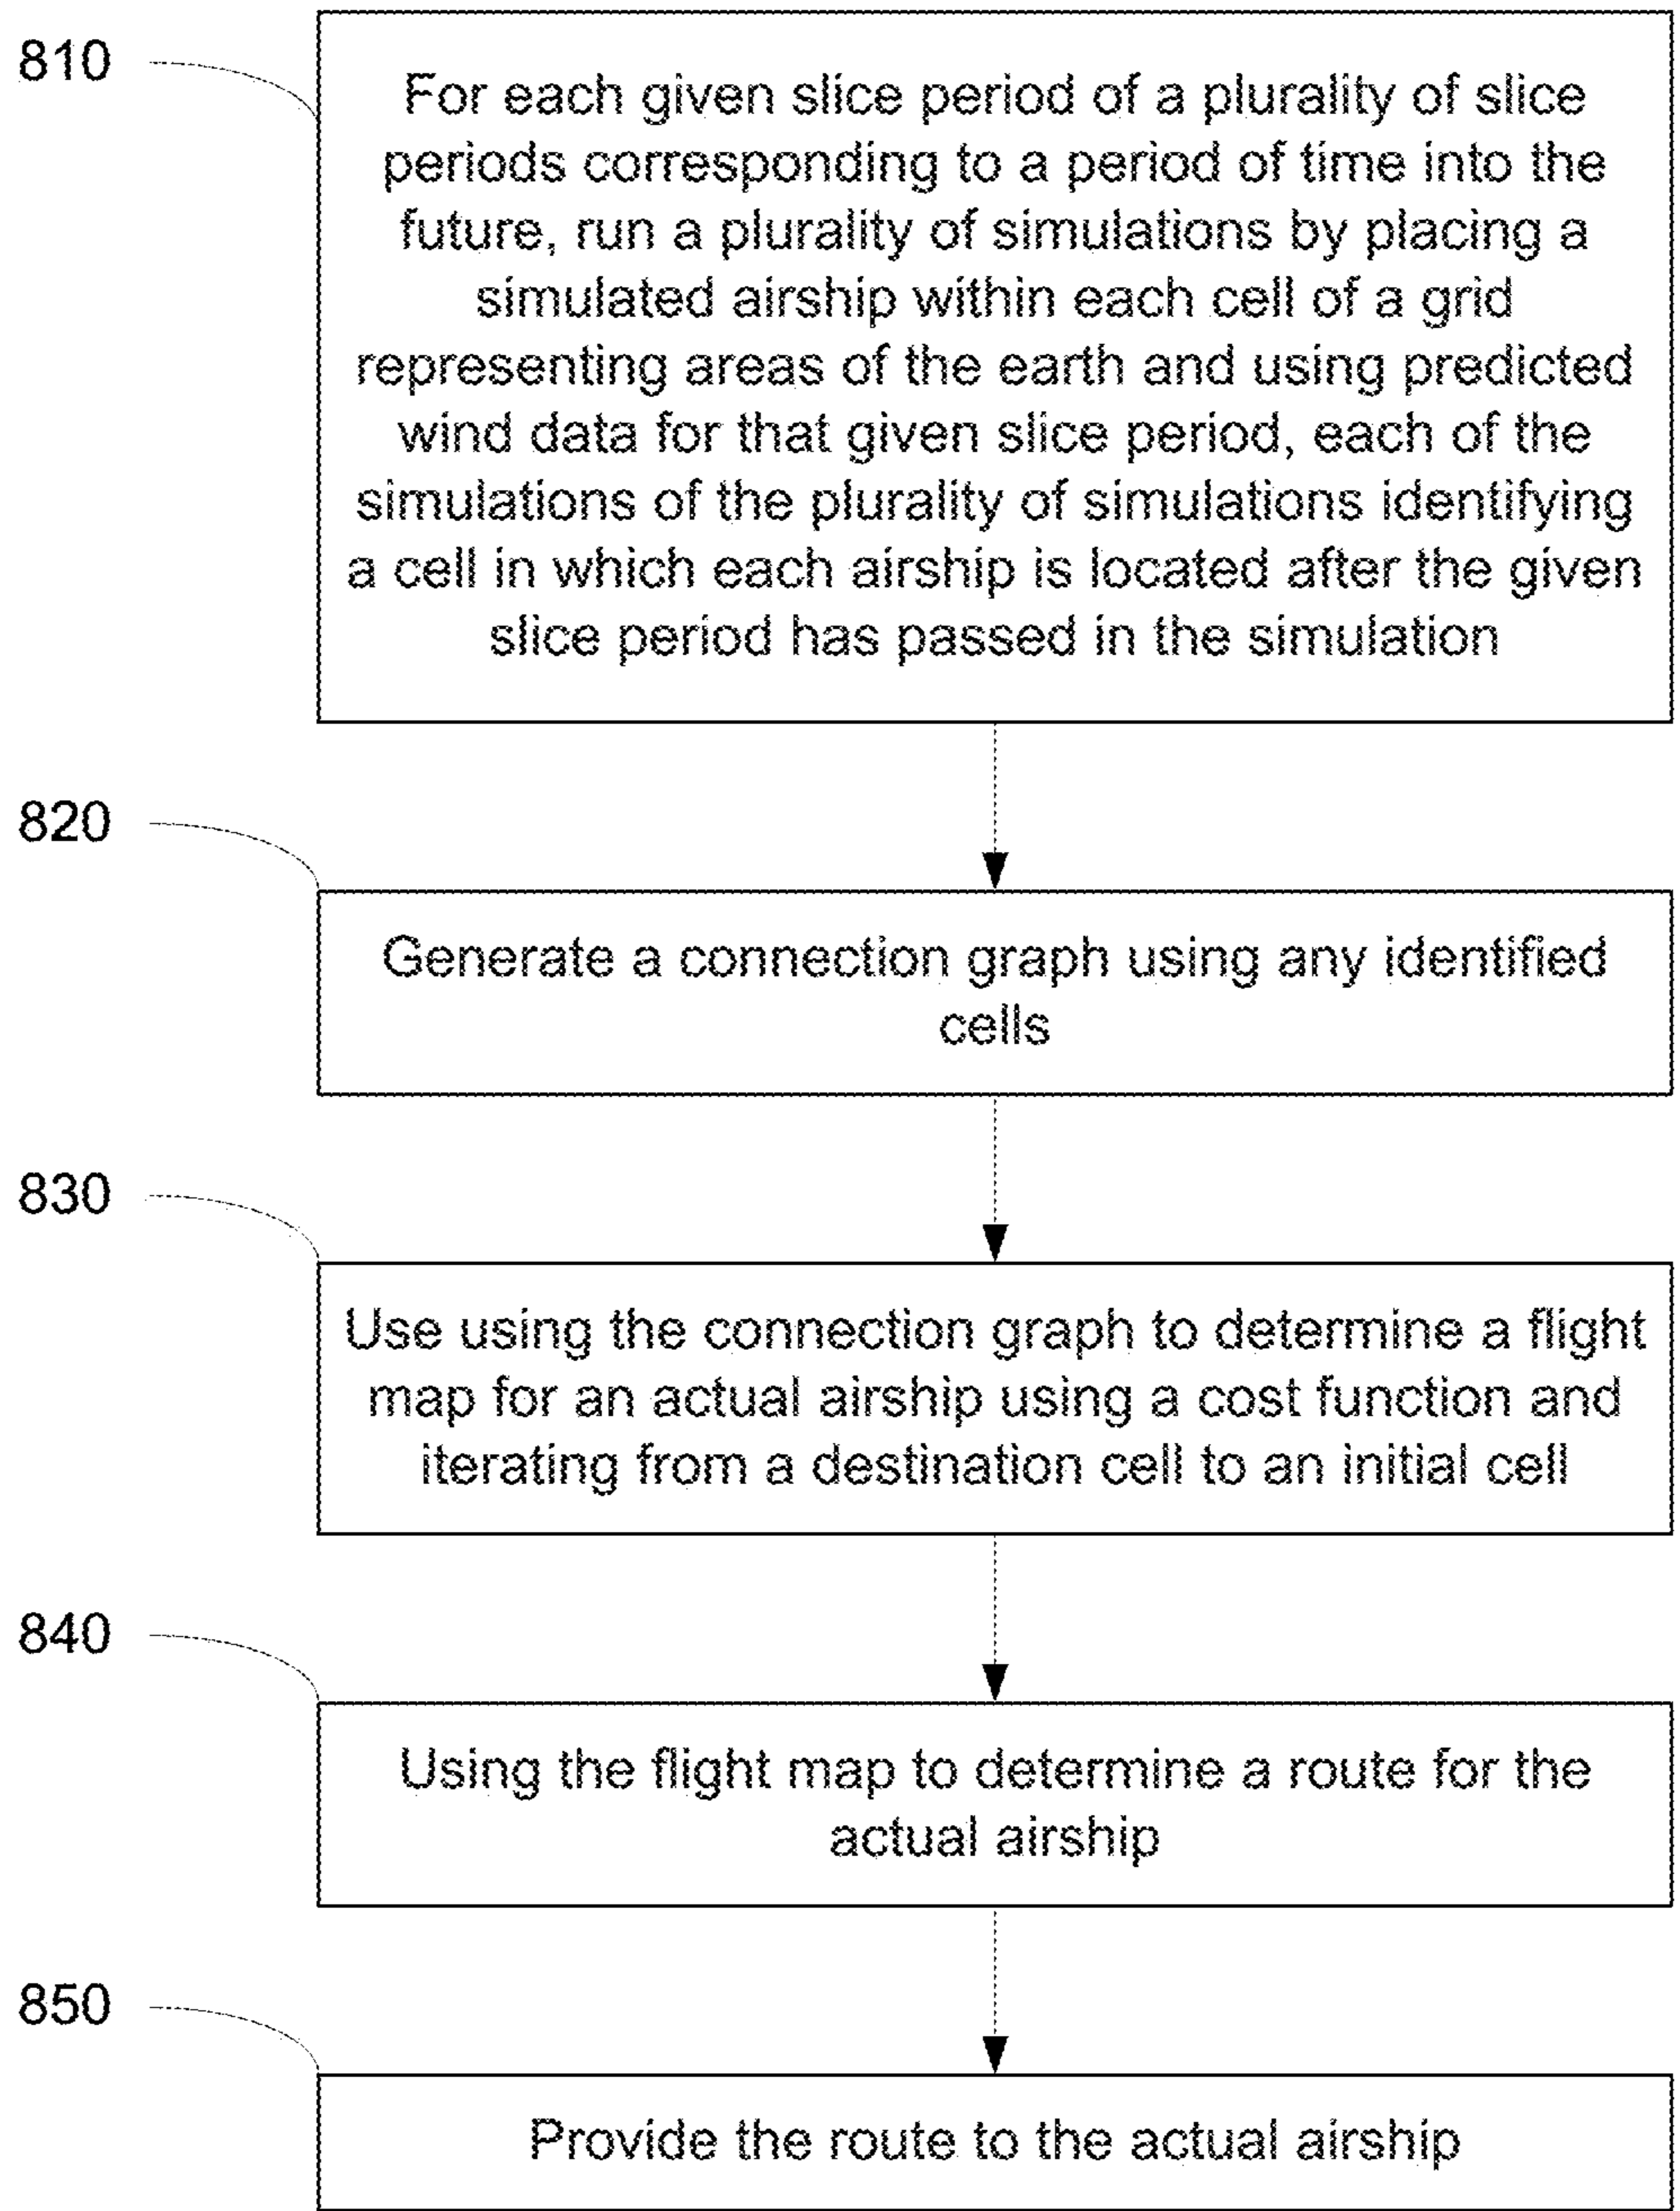 810
For each given slice period of a plurality of slice
periods corresponding to a period of time into the
future, run a plurality of simulations by placing a
simulated airship within each cell of a grid
representing areas of the earth and using predicted
wind data for that given slice period, each of the
simulations of the plurality of simulations identifying
a cell in which each airship is located after the given
slice period has passed in the simulation
820
Generate a connection graph using any identified
cells
830
Use using the connection graph to determine a flight
map for an actual airship using a cost function and
iterating from a destination cell to an initial cell
840
Using the flight map to determine a route for the
actual airship
850
Provide the route to the actual airship